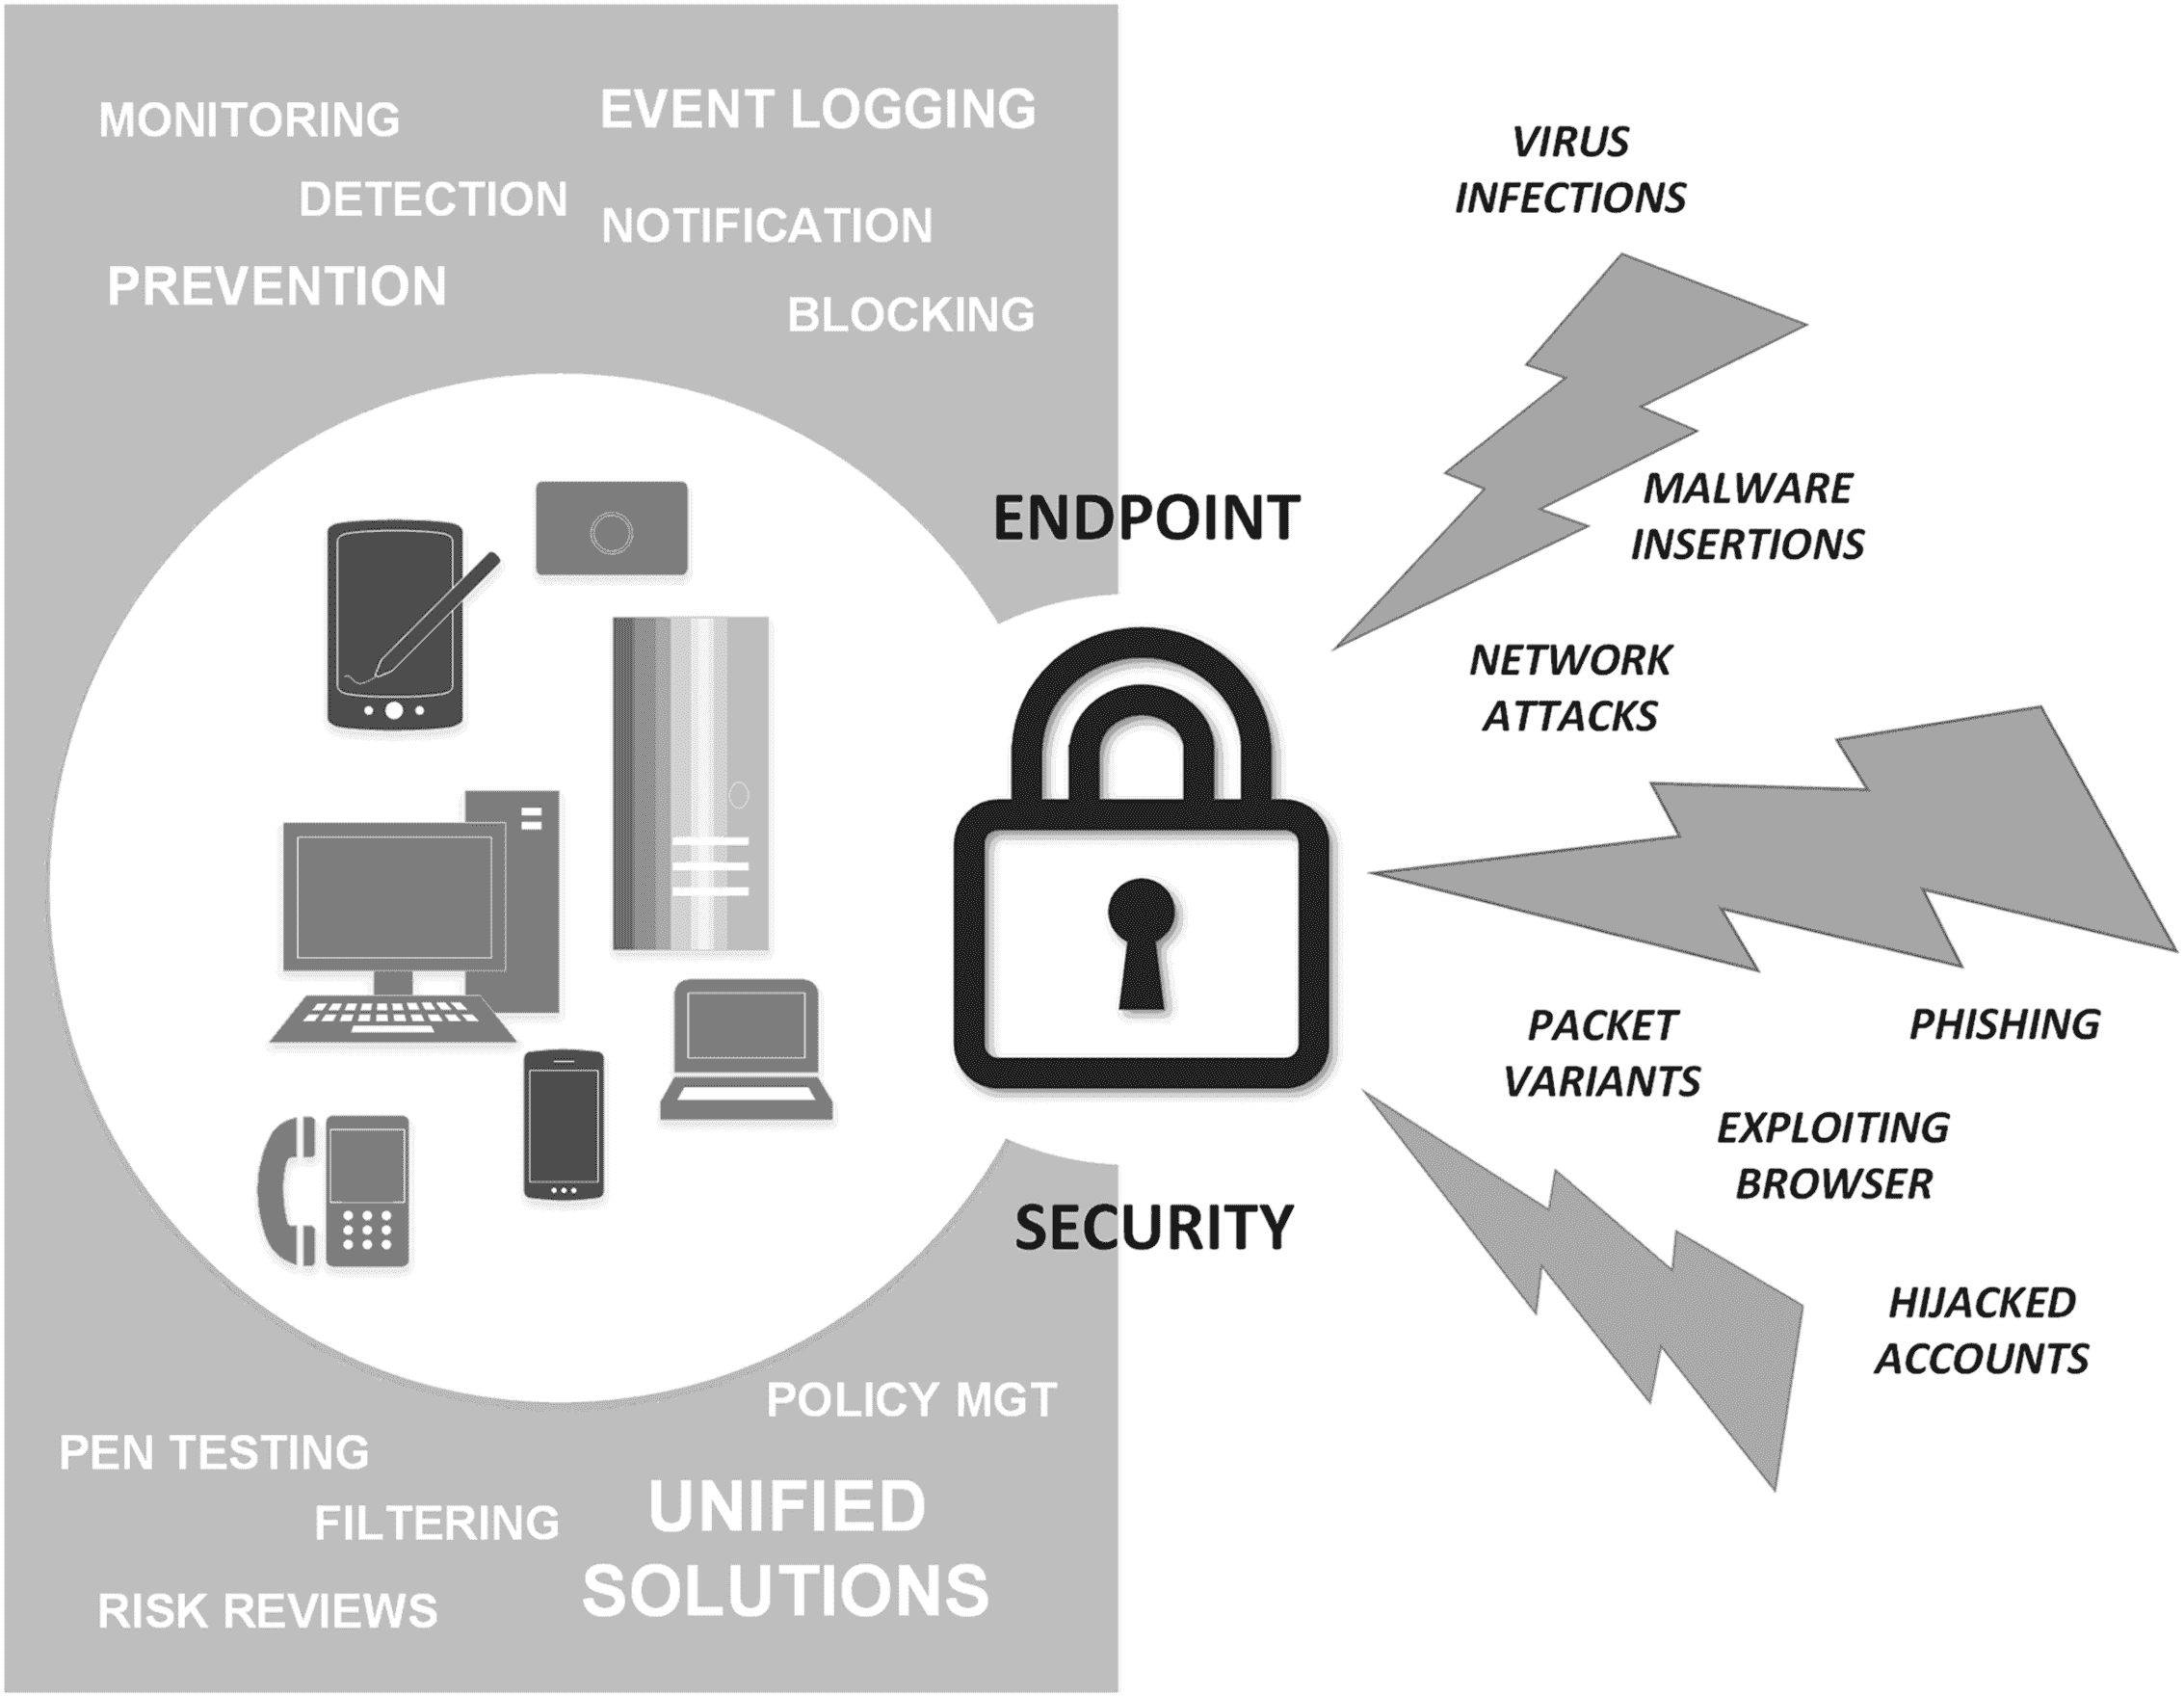 MONITORING
EVENT LOGGING
DETECTION
NOTIFICATION
PREVENTION
BLOCKING
ENDPOINT
SECURITY
POLICY MGT
PEN TESTING
FILTERING
UNIFIED
SOLUTIONS
RISK REVIEWS
VIRUS
INFECTIONS
MALWARE
INSERTIONS
NETWORK
ATTACKS
PACKET
VARIANTS
PHISHING
EXPLOITING
BROWSER
HIJACKED
ACCOUNTS